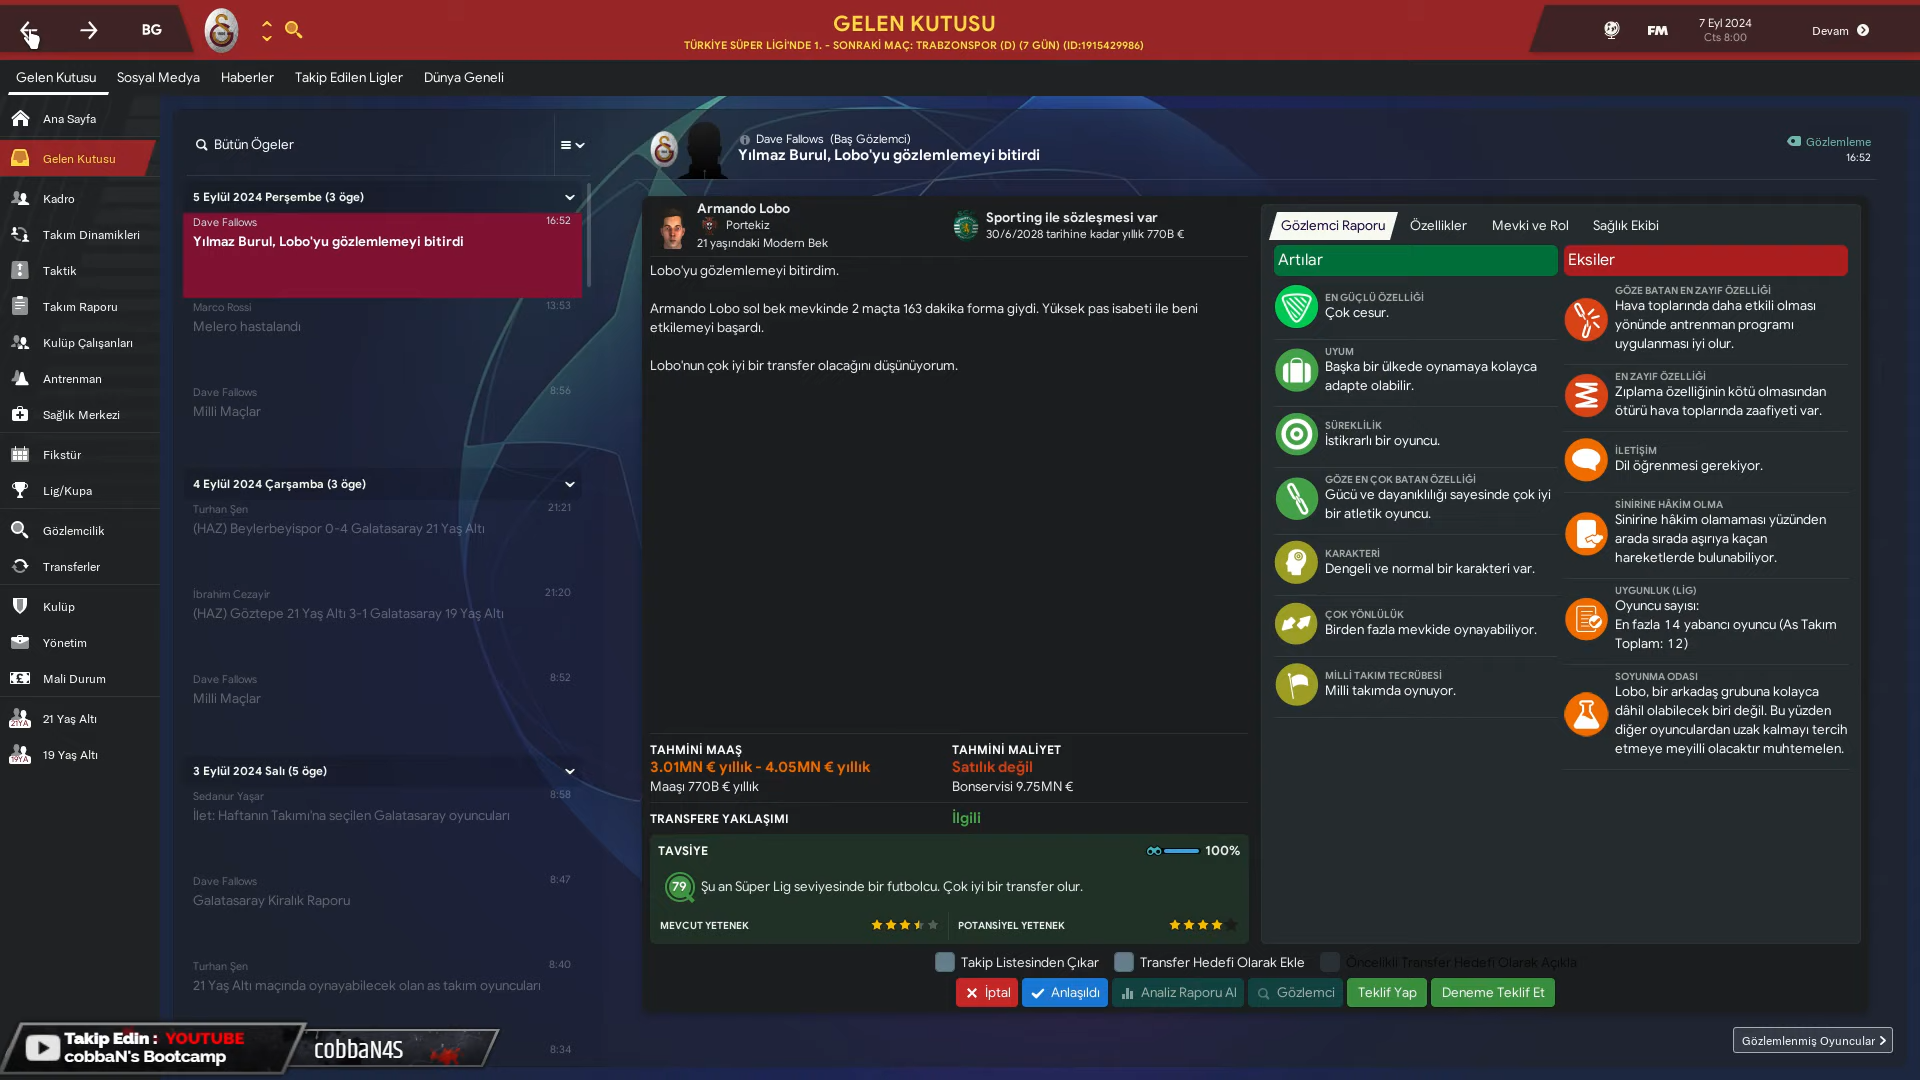 BG
GELEN KUTUSU
TÜRKİYE SÜPER LİGİ'NDE 1. - SONRAKİ MAÇ: TRABZONSPOR (D) (7 GÜN) (ID:1915429986)
FM
7 Eyl 2024
Cts 8:00
Devam
Gelen Kutusu
Sosyal Medya
Haberler
Takip Edilen Ligler
Dünya Geneli
Ana Sayfa
Gelen Kutusu
Kadro
Takım Dinamikleri
Taktik
Takım Raporu
Kulüp Çalışanları
Antrenman
Sağlık Merkezi
Fikstür
Lig/Kupa
Gözlemcilik
Transferler
Kulüp
Yönetim
Mali Durum
21YA
21 Yaş Altı
19YA
19 Yaş Altı
Bütün Ögeler
5 Eylül 2024 Perşembe (3 öge)
Dave Fallows 16:52
Yılmaz Burul, Lobo'yu gözlemlemeyi bitirdi
Marco Rossi 13:53
Melero hastalandı
Dave Fallows 8:56
Milli Maçlar
4 Eylül 2024 Çarşamba (3 öge)
Turhan Şen 21:21
(HAZ) Beylerbeyispor 0-4 Galatasaray 21 Yaş Altı
İbrahim Cezayir 21:20
(HAZ) Göztepe 21 Yaş Altı 3-1 Galatasaray 19 Yaş Altı
Dave Fallows 8:52
Milli Maçlar
3 Eylül 2024 Salı (5 öge)
Sedanur Yaşar 8:58
İlet: Haftanın Takımı'na seçilen Galatasaray oyuncuları
Dave Fallows 8:47
Galatasaray Kiralık Raporu
Turhan Şen 8:40
21 Yaş Altı maçında oynayabilecek olan as takım oyuncuları
8:34
Dave Fallows (Baş Gözlemci)
Yılmaz Burul, Lobo'yu gözlemlemeyi bitirdi
Gözlemleme
16:52
Armando Lobo
Portekiz
21 yaşındaki Modern Bek
Sporting ile sözleşmesi var
30/6/2028 tarihine kadar yıllık 770B €
Lobo'yu gözlemlemeyi bitirdim.
Armando Lobo sol bek mevkinde 2 maçta 163 dakika forma giydi. Yüksek pas isabeti ile beni
etkilemeyi başardı.
Lobo'nun çok iyi bir transfer olacağını düşünüyorum.
TAHMİNİ MAAŞ
3.01MN € yıllık - 4.05MN € yıllık
Maaşı 770B € yıllık
TAHMİNİ MALİYET
Satılık değil
Bonservisi 9.75MN €
TRANSFERE YAKLAŞIMI
İlgili
TAVSİYE
100%
79
Şu an Süper Lig seviyesinde bir futbolcu. Çok iyi bir transfer olur.
MEVCUT YETENEK
POTANSİYEL YETENEK
Gözlemci Raporu
Özellikler
Mevki ve Rol
Sağlık Ekibi
Artılar
EN GÜÇLÜ ÖZELLİĞİ
Çok cesur.
UYUM
Başka bir ülkede oynamaya kolayca
adapte olabilir.
SÜREKLİLİK
İstikrarlı bir oyuncu.
GÖZE EN ÇOK BATAN ÖZELLİĞİ
Gücü ve dayanıklılığı sayesinde çok iyi
bir atletik oyuncu.
KARAKTERİ
Dengeli ve normal bir karakteri var.
ÇOK YÖNLÜLÜK
Birden fazla mevkide oynayabiliyor.
MİLLİ TAKIM TECRÜBESİ
Milli takımda oynuyor.
Eksiler
GÖZE BATAN EN ZAYIF ÖZELLİĞİ
Hava toplarında daha etkili olması
yönünde antrenman programı
uygulanması iyi olur.
EN ZAYIF ÖZELLİĞİ
Zıplama özelliğinin kötü olmasından
ötürü hava toplarında zaafiyeti var.
İLETİŞİM
Dil öğrenmesi gerekiyor.
SİNİRİNE HÂKİM OLMA
Sinirine hâkim olamaması yüzünden
arada sırada aşırıya kaçan
hareketlerde bulunabiliyor.
UYGUNLUK (LİG)
Oyuncu sayısı:
En fazla 14 yabancı oyuncu (As Takım
Toplam: 12)
SOYUNMA ODASI
Lobo, bir arkadaş grubuna kolayca
dâhil olabilecek biri değil. Bu yüzden
diğer oyunculardan uzak kalmayı tercih
etmeye meyilli olacaktır muhtemelen.
Takip Listesinden Çıkar
Transfer Hedefi Olarak Ekle
Öncelikli Transfer Hedefi Olarak Açıkla
İptal
Anlaşıldı
Analiz Raporu Al
Gözlemci
Teklif Yap
Deneme Teklif Et
Gözlemlenmiş Oyuncular
Takip Edin : YOUTUBE
cobbaN's Bootcamp
cobbaN4S